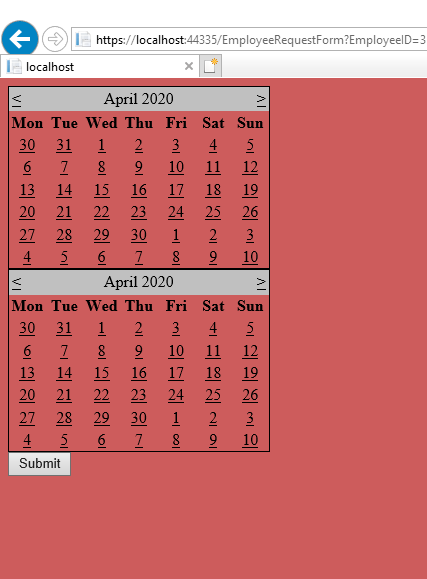 https://localhost:44335/EmployeeRequestForm?EmployeeID=3
localhost
< April 2020 >
Mon Tue Wed Thu Fri Sat Sun
30 31 1 2 3 4 5
6 7 8 9 10 11 12
13 14 15 16 17 18 19
20 21 22 23 24 25 26
27 28 29 30 1 2 3
4 5 6 7 8 9 10
< April 2020 >
Mon Tue Wed Thu Fri Sat Sun
30 31 1 2 3 4 5
6 7 8 9 10 11 12
13 14 15 16 17 18 19
20 21 22 23 24 25 26
27 28 29 30 1 2 3
4 5 6 7 8 9 10
Submit